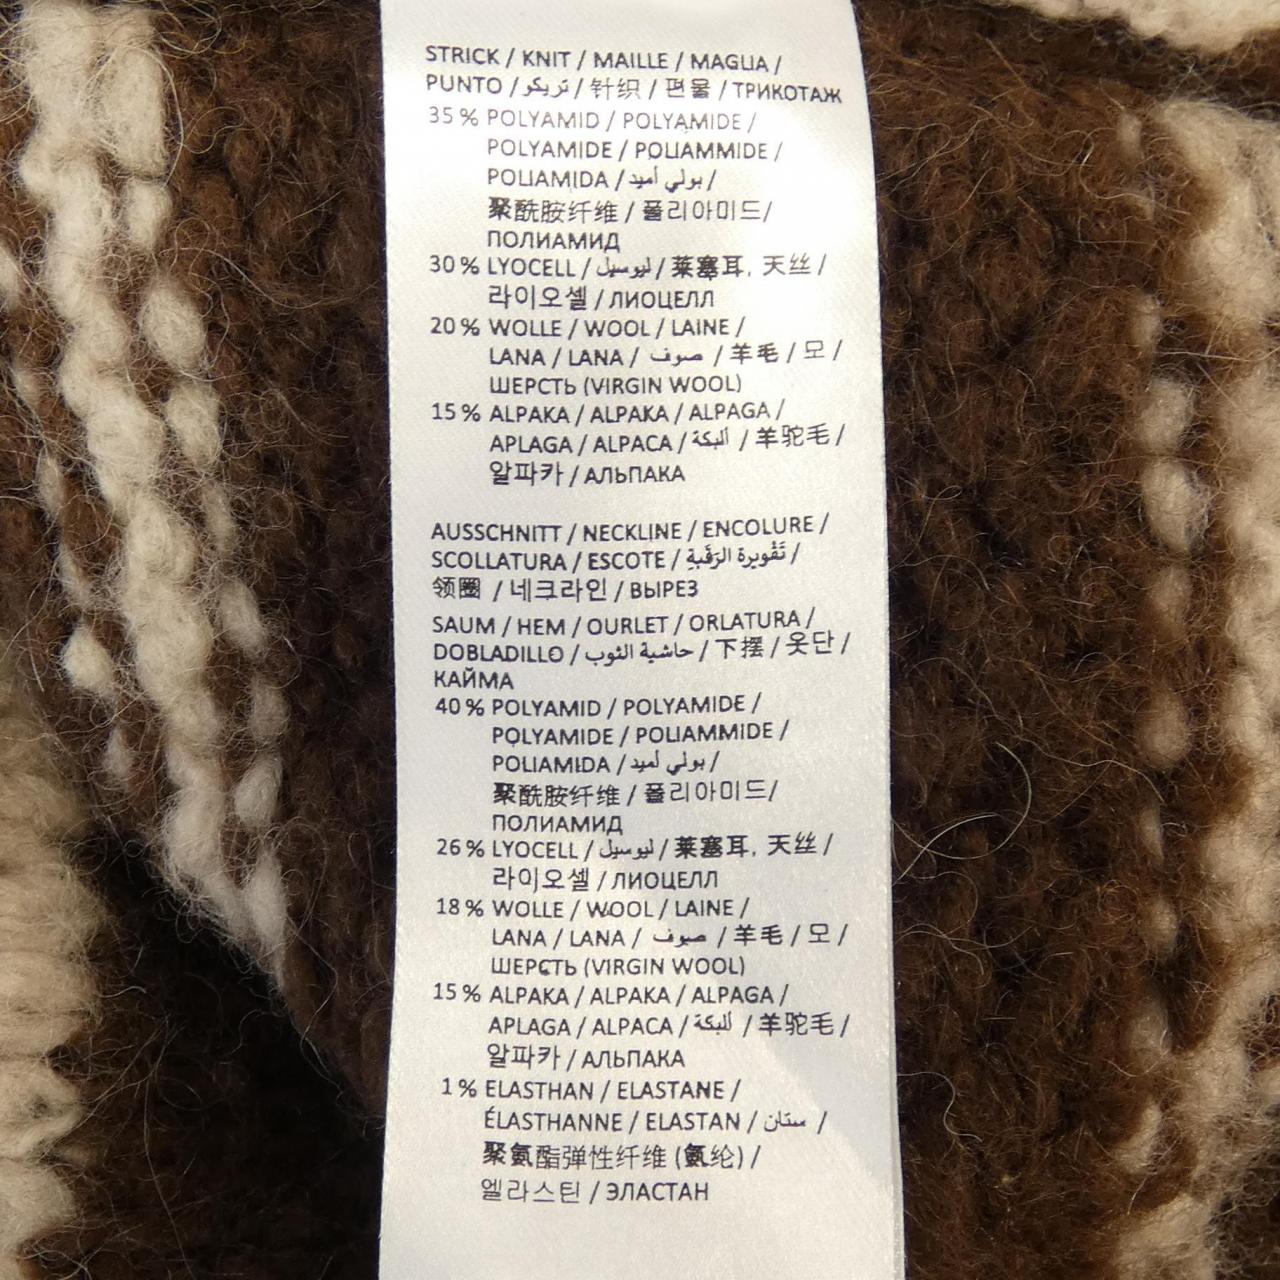 STRICK / KNIT / MAILLE / MAGLIA /
PUNTO / تريكو / 针织 / 편물 / ТРИКОТАЖ
35 % POLYAMID / POLYAMIDE /
POLYAMIDE / POLIAMMIDE /
POLIAMIDA / بولي أميد /
聚酰胺纤维 / 폴리아미드/
ПОЛИАМИД
30 % LYOCELL / ليوسيل / 莱塞耳, 天丝 /
라이오셀 / ЛИОЦЕЛЛ
20 % WOLLE / WOOL / LAINE /
LANA / LANA / صوف / 羊毛 / 모 /
ШЕРСТЬ (VIRGIN WOOL)
15 % ALPAKA / ALPAKA / ALPAGA /
APLAGA / ALPACA / ألبكة / 羊驼毛 /
알파카 / АЛЬПАКА
AUSSCHNITT / NECKLINE / ENCOLURE /
SCOLLATURA / ESCOTE / تَقْوِيرة الرَقَبةِ /
领圈 / 네크라인 / ВЫРЕЗ
SAUM / HEM / OURLET / ORLATURA /
DOBLADILLO / حاشية الثوب / 下摆 / 옷단 /
КАЙМА
40 % POLYAMID / POLYAMIDE /
POLYAMIDE / POLIAMMIDE /
POLIAMIDA / بولي أميد /
聚酰胺纤维 / 폴리아미드/
ПОЛИАМИД
26 % LYOCELL / ليوسيل / 莱塞耳, 天丝 /
라이오셀 / ЛИОЦЕЛЛ
18 % WOLLE / WOOL / LAINE /
LANA / LANA / صوف / 羊毛 / 모 /
ШЕРСТЬ (VIRGIN WOOL)
15 % ALPAKA / ALPAKA / ALPAGA /
APLAGA / ALPACA / ألبكة / 羊驼毛 /
알파카 / АЛЬПАКА
1 % ELASTHAN / ELASTANE /
ÉLASTHANNE / ELASTAN / ستان /
聚氨酯弹性纤维 (氨纶) /
엘라스틴 / ЭЛАСТАН